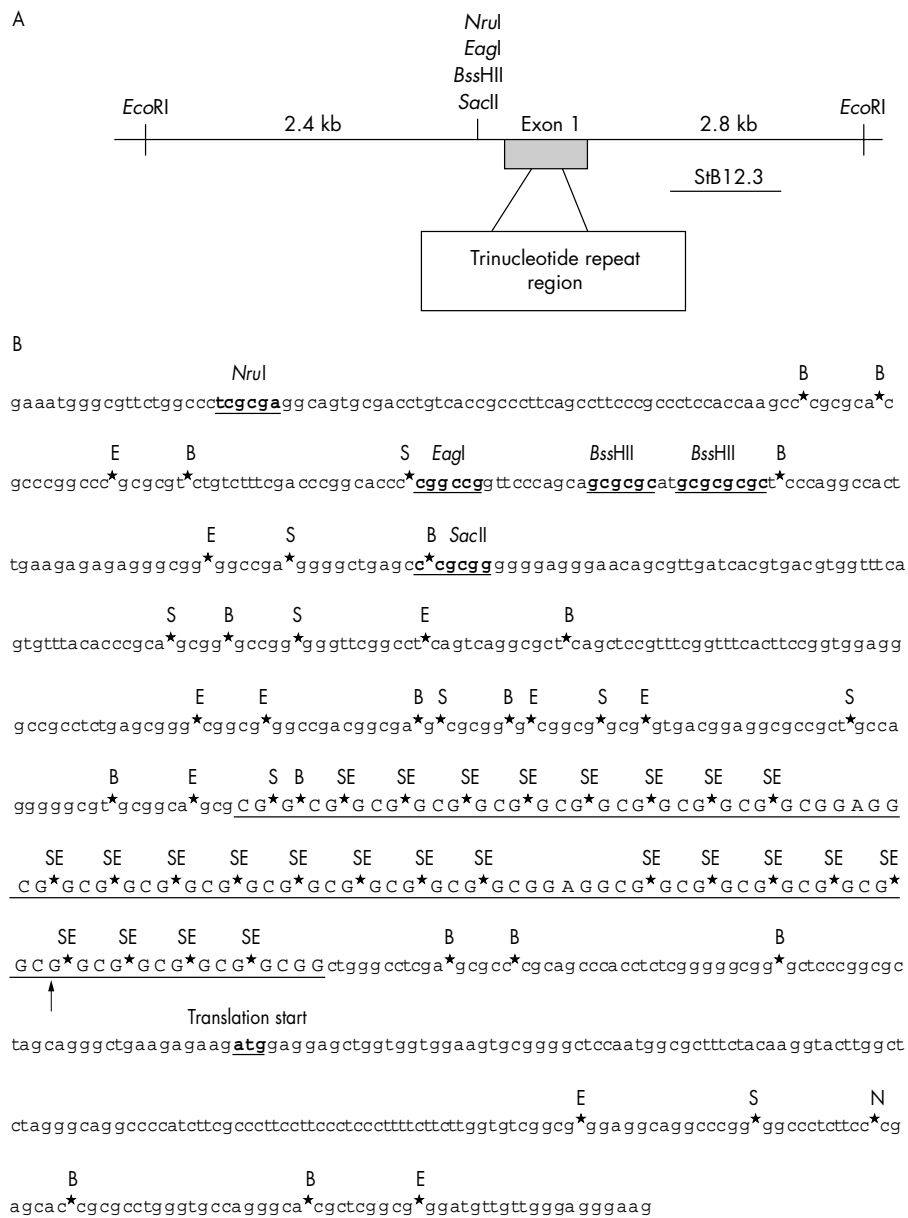 A
NruI
EagI
BssHII
SacII
EcoRI
2.4 kb
Exon 1
2.8 kb
EcoRI
StB12.3
Trinucleotide repeat
region
B
NruI B B
gaaatgggcgttctggccctcgcgaggcagtgcgacctgtcaccgcccttcagccttcccgccctccaccaagcc★cgcgca★c
E B S EagI BssHII BssHII B
gcccggccc★gcgcgt★ctgtctttcgacccggcaccc★cggccggttcccagcagcgcgcatgcgcgcgct★cccaggccact
E S B SacII
tgaagagagagggcgg★ggccga★ggggctgagcc★cgcgggggggagggaacagcgttgatcacgtgacgtggtttca
S B S E B
gtgtttacacccgca★gcgg★gccgg★gggttcggcct★cagtcaggcgct★cagctccgtttcggtttcacttccggtggagg
E E B S B E S E S
gccgcctctgagcggg★cggcg★ggccgacggcga★g★cgcgg★g★cggcg★gcg★gtgacggaggcgccgct★gcca
B E S B SE SE SE SE SE SE SE SE
gggggcgt★gcggca★gcgCG★G★CG★GCG★GCG★GCG★GCG★GCG★GCG★GCG★GCGGAGG
SE SE SE SE SE SE SE SE SE SE SE SE SE
CG★GCG★GCG★GCG★GCG★GCG★GCG★GCG★GCGGAGGCG★GCG★GCG★GCG★GCG★
SE SE SE SE B B B
GCG★GCG★GCG★GCG★GCGGctgggcctcga★gcgcc★cgcagcccacctctcgggggcgg★gctcccggcgc
Translation start
tagcagggctgaagagaagatggaggagctggtggtggaagtgcggggctccaatggcgctttctacaaggtacttggct
E S N
ctagggcaggccccatcttcgcccttccttccctcccttttcttcttggtgtcggcg★ggaggcaggcccgg★ggccctcttcc★cg
B B E
agcac★cgcgcctgggtgccagggca★cgctcggcg★ggatgttgttgggagggaag